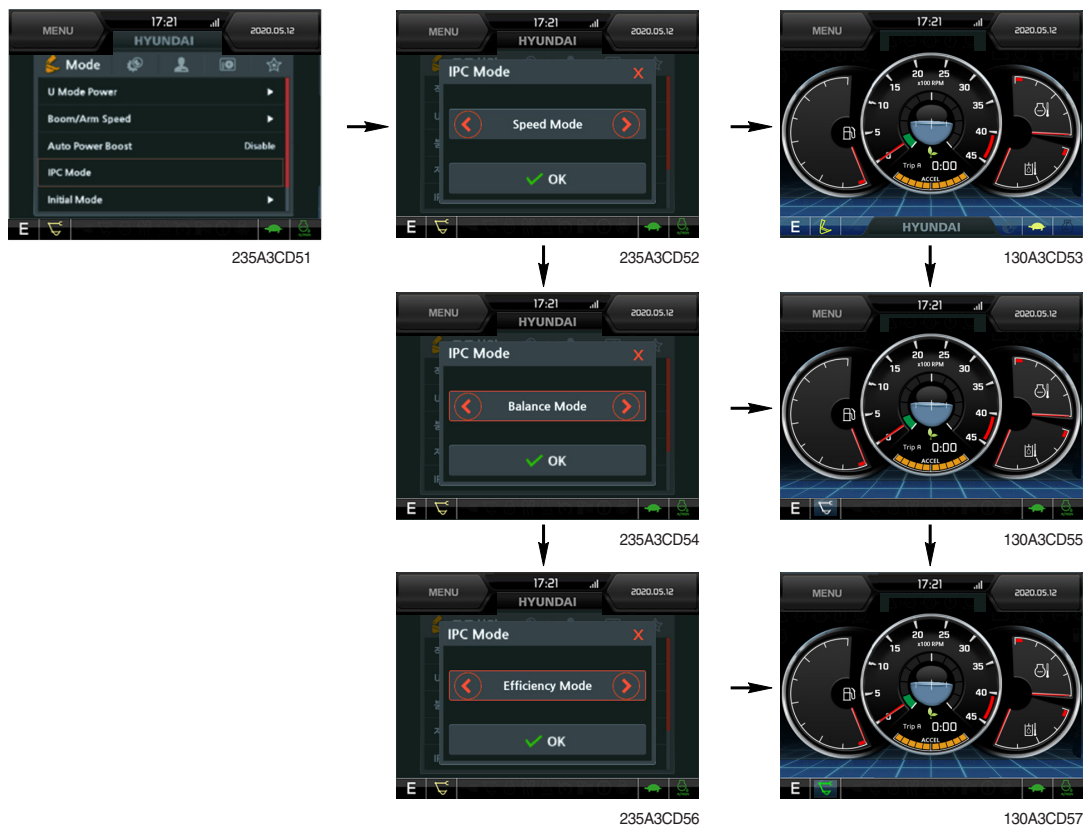 MENU 17:21 2020.05.12
HYUNDAI
Mode
U Mode Power
Boom/Arm Speed
Auto Power Boost Disable
IPC Mode
Initial Mode
E
235A3CD51
MENU 17:21 2020.05.12
HYUNDAI
IPC Mode X
Speed Mode
OK
E
235A3CD52
MENU 17:21 2020.05.12
20 25
x100 RPM
15 30
10 35
5 40
0 45
Trip A 0:00
ACCEL
E HYUNDAI
130A3CD53
MENU 17:21 2020.05.12
HYUNDAI
IPC Mode X
Balance Mode
OK
E
235A3CD54
MENU 17:21 2020.05.12
20 25
x100 RPM
15 30
10 35
5 40
0 45
Trip A 0:00
ACCEL
E
130A3CD55
MENU 17:21 2020.05.12
HYUNDAI
IPC Mode X
Efficiency Mode
OK
E
235A3CD56
MENU 17:21 2020.05.12
20 25
x100 RPM
15 30
10 35
5 40
0 45
Trip A 0:00
ACCEL
E
130A3CD57